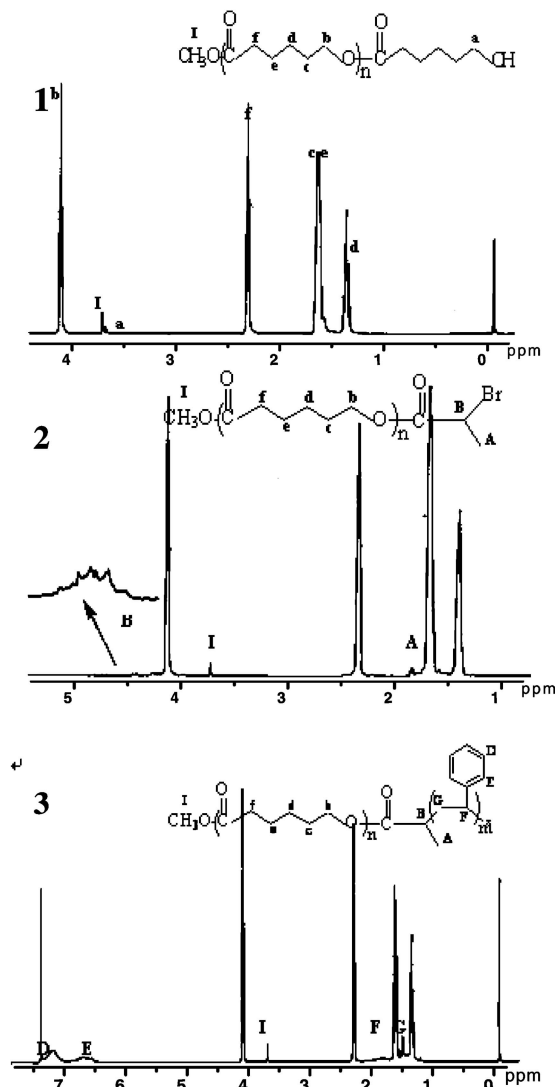 I O a
CH3O ( C f e d c b O ) n C OH
O
1 b f c e d
I a
4 3 2 1 0 ppm
I O f d b O B Br
CH3O ( C e c O ) n C A
2
B I A
5 4 3 2 1 ppm
↵
3
D
E
I O f d b O G F
CH3O ( C e c O ) n C B A m
D E I F G
7 6 5 4 3 2 1 0 ppm